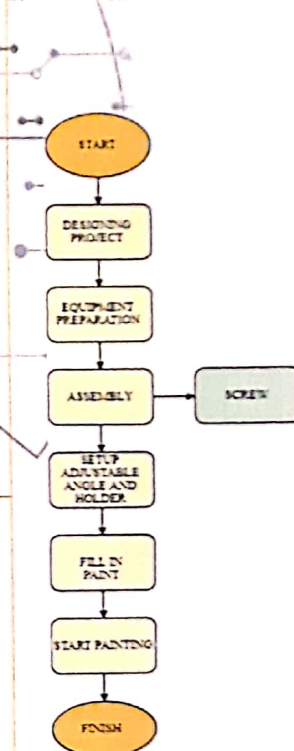 START
DESIGNING
PROJECT
EQUIPMENT
PREPARATION
ASSEMBLY
SCREW
SETUP
ADJUSTABLE
ANGLE AND
HOLDER
FILL IN
PAINT
START PAINTING
FINISH